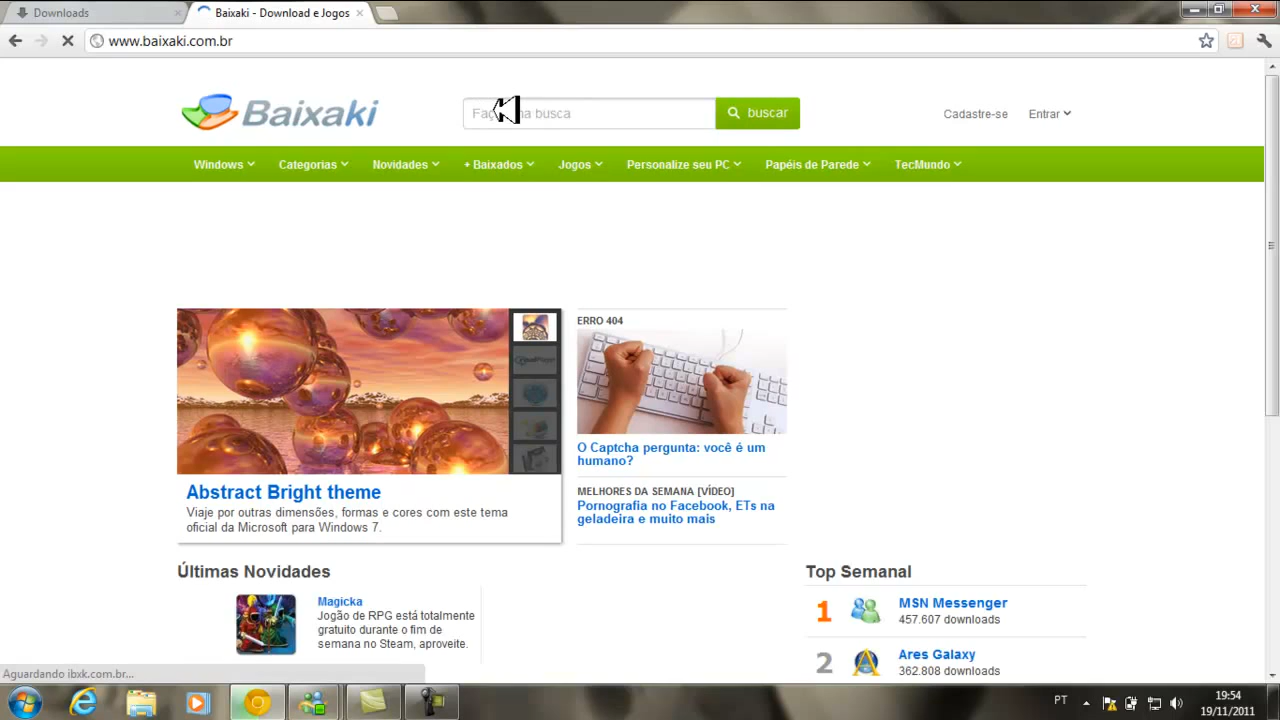 Downloads
Baixaki - Download e Jogos
www.baixaki.com.br
Baixaki
Faça uma busca
buscar
Cadastre-se
Entrar
Windows
Categorias
Novidades
+ Baixados
Jogos
Personalize seu PC
Papéis de Parede
TecMundo
ERRO 404
O Captcha pergunta: você é um
humano?
MELHORES DA SEMANA [VÍDEO]
Pornografia no Facebook, ETs na
geladeira e muito mais
Abstract Bright theme
Viaje por outras dimensões, formas e cores com este tema
oficial da Microsoft para Windows 7.
Últimas Novidades
Magicka
Jogão de RPG está totalmente
gratuito durante o fim de
semana no Steam, aproveite.
Top Semanal
1
MSN Messenger
457.607 downloads
2
Ares Galaxy
362.808 downloads
Aguardando ibxk.com.br...
PT
19:54
19/11/2011